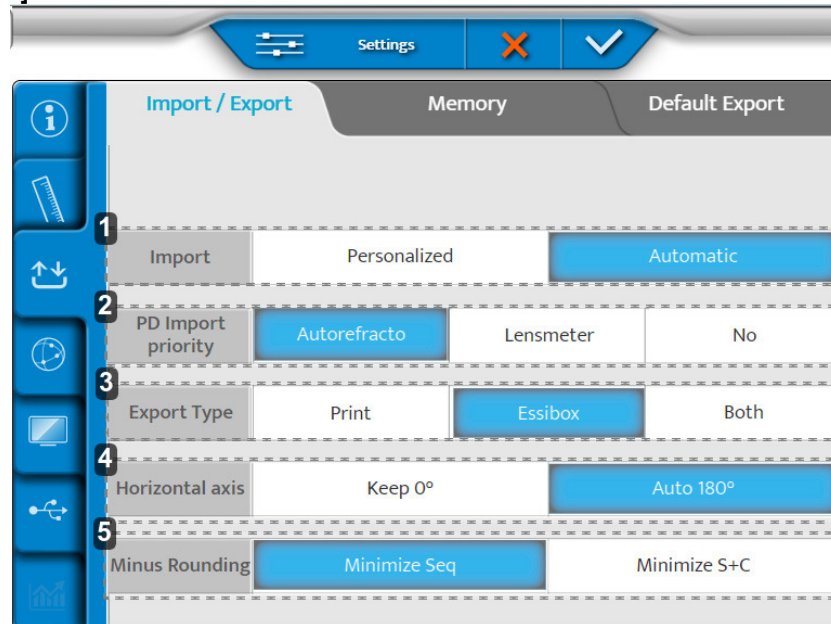 Settings
Import / Export Memory Default Export
1
Import Personalized Automatic
2
PD Import
priority
Autorefracto Lensmeter No
3
Export Type Print Essibox Both
4
Horizontal axis Keep 0° Auto 180°
5
Minus Rounding Minimize Seq Minimize S+C